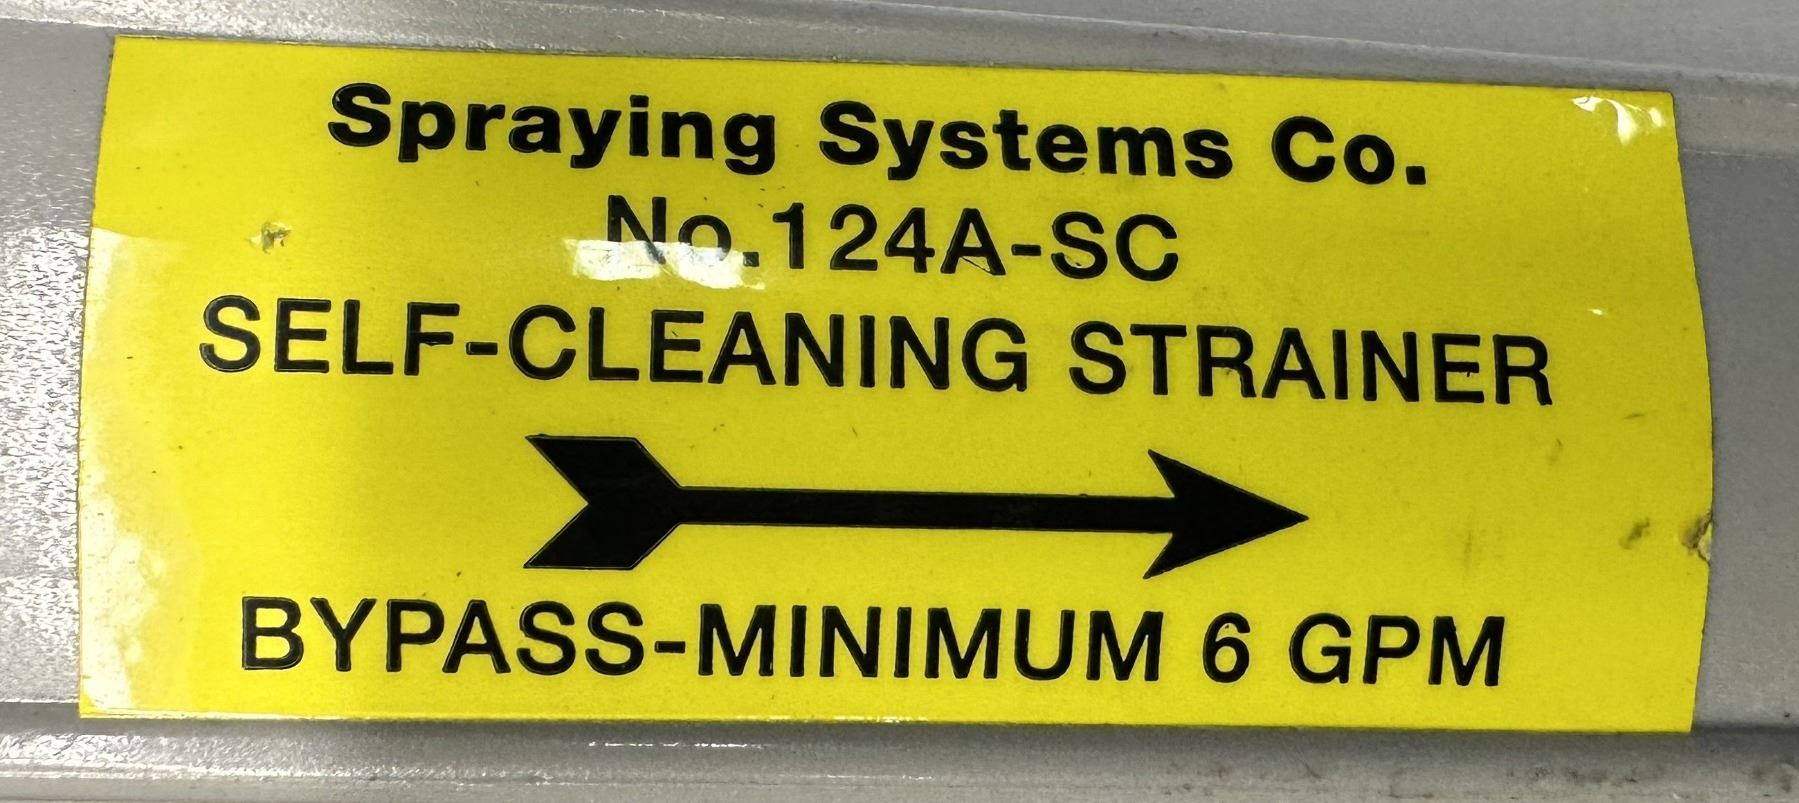 Spraying Systems Co.
No.124A-SC
SELF-CLEANING STRAINER
BYPASS-MINIMUM 6 GPM